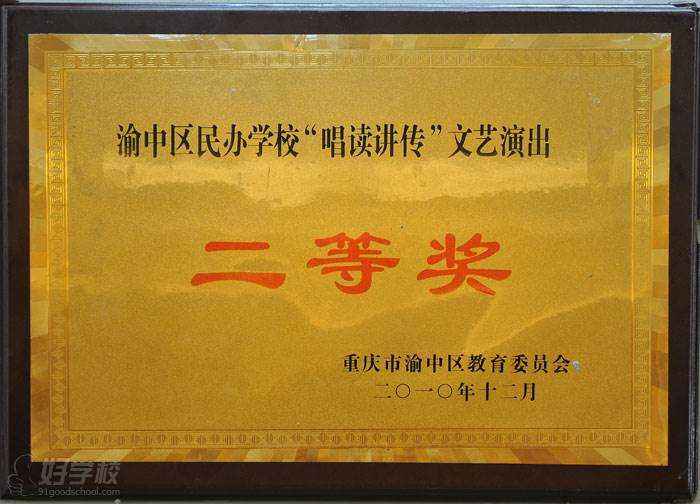 渝中区民办学校“唱读讲传”文艺演出
二等奖
重庆市渝中区教育委员会
二〇一〇年十二月
好学校
91goodschool.com